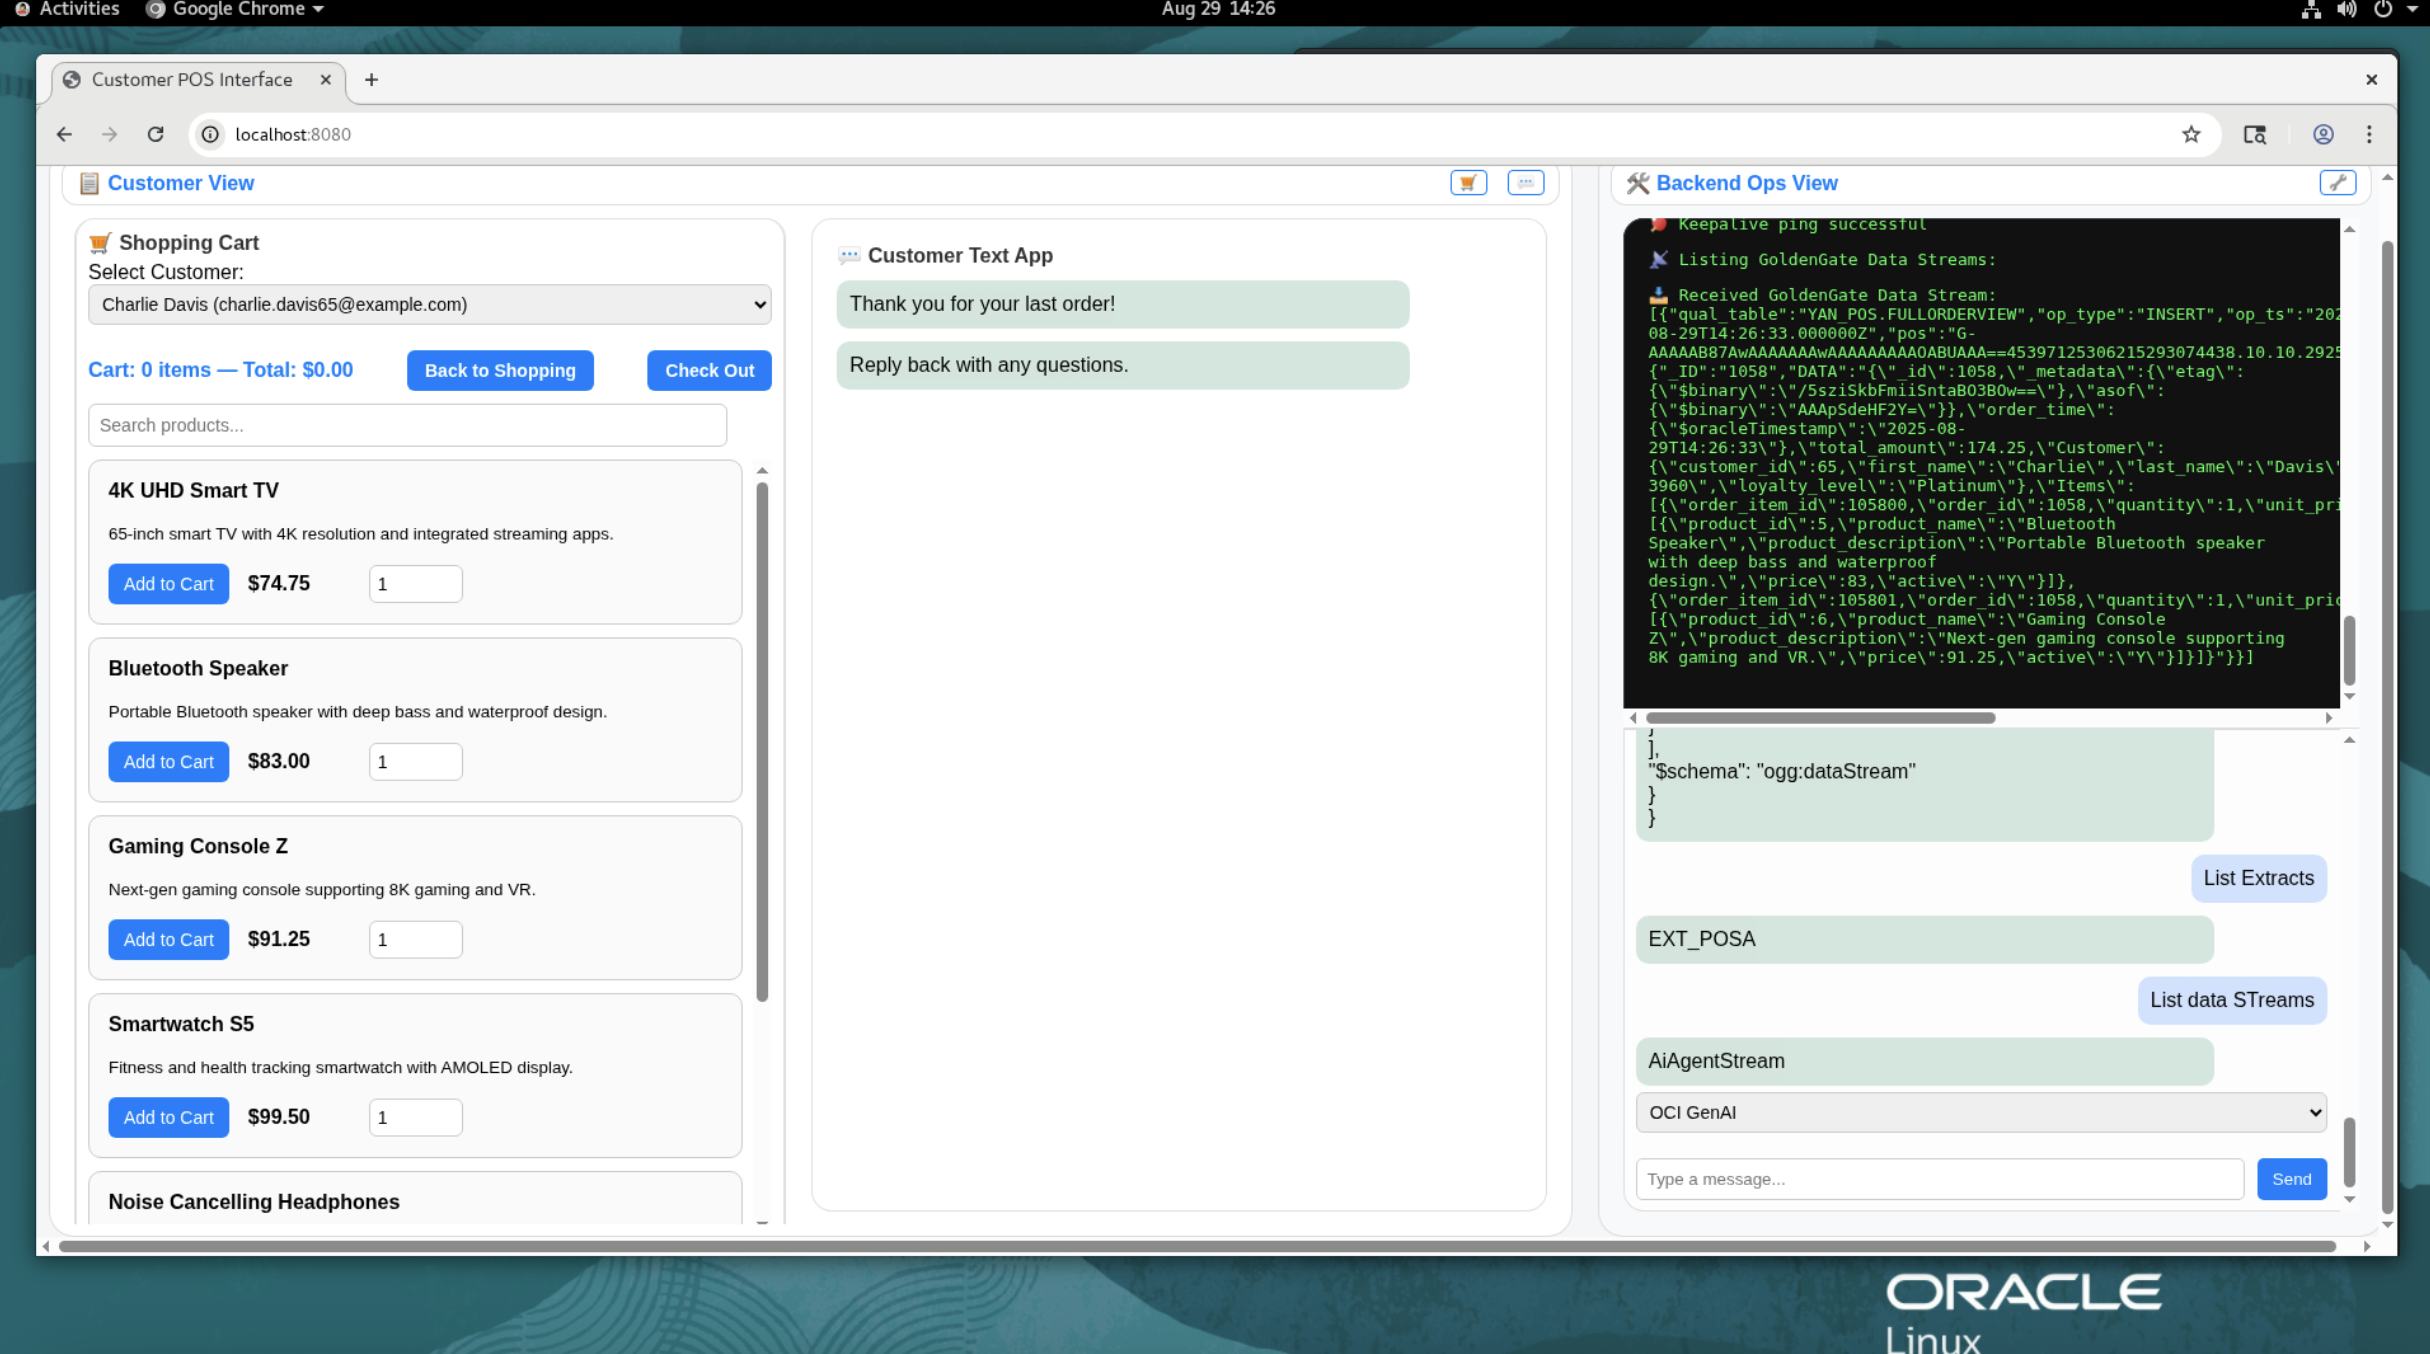 Activities
Google Chrome
Aug 29 14:26
Customer POS Interface
localhost:8080
Customer View
Shopping Cart
Select Customer:
Charlie Davis (charlie.davis65@example.com)
Cart: 0 items — Total: $0.00
Back to Shopping
Check Out
Search products...
4K UHD Smart TV
65-inch smart TV with 4K resolution and integrated streaming apps.
Add to Cart
$74.75
1
Bluetooth Speaker
Portable Bluetooth speaker with deep bass and waterproof design.
Add to Cart
$83.00
1
Gaming Console Z
Next-gen gaming console supporting 8K gaming and VR.
Add to Cart
$91.25
1
Smartwatch S5
Fitness and health tracking smartwatch with AMOLED display.
Add to Cart
$99.50
1
Noise Cancelling Headphones
Customer Text App
Thank you for your last order!
Reply back with any questions.
Backend Ops View
Keepalive ping successful
Listing GoldenGate Data Streams:
Received GoldenGate Data Stream:
[{"qual_table":"YAN_POS.FULLORDERVIEW","op_type":"INSERT","op_ts":"202
08-29T14:26:33.000000Z","pos":"G-
AAAAAB87AwAAAAAAAwAAAAAAAAAOABUAAA==45397125306215293074438.10.10.2925
{"_ID":"1058","DATA":"{\"_id\":1058,\"_metadata\":{\"etag\":
{\"$binary\":\"/5sziSkbFmiiSntaBO3BOw==\"},\"asof\":
{\"$binary\":\"AAApSdeHF2Y=\"}},\"order_time\":
{\"$oracleTimestamp\":\"2025-08-
29T14:26:33\"},\"total_amount\":174.25,\"Customer\":
{\"customer_id\":65,\"first_name\":\"Charlie\",\"last_name\":\"Davis\"
3960\",\"loyalty_level\":\"Platinum\"},\"Items\":
[{\"order_item_id\":105800,\"order_id\":1058,\"quantity\":1,\"unit_pri
[{\"product_id\":5,\"product_name\":\"Bluetooth
Speaker\",\"product_description\":\"Portable Bluetooth speaker
with deep bass and waterproof
design.\",\"price\":83,\"active\":\"Y\"}]},
{\"order_item_id\":105801,\"order_id\":1058,\"quantity\":1,\"unit_pric
[{\"product_id\":6,\"product_name\":\"Gaming Console
Z\",\"product_description\":\"Next-gen gaming console supporting
8K gaming and VR.\",\"price\":91.25,\"active\":\"Y\"}]}]}"}}]
}
],
"$schema": "ogg:dataStream"
}
}
List Extracts
EXT_POSA
List data STreams
AiAgentStream
OCI GenAI
Type a message...
Send
ORACLE
Linux